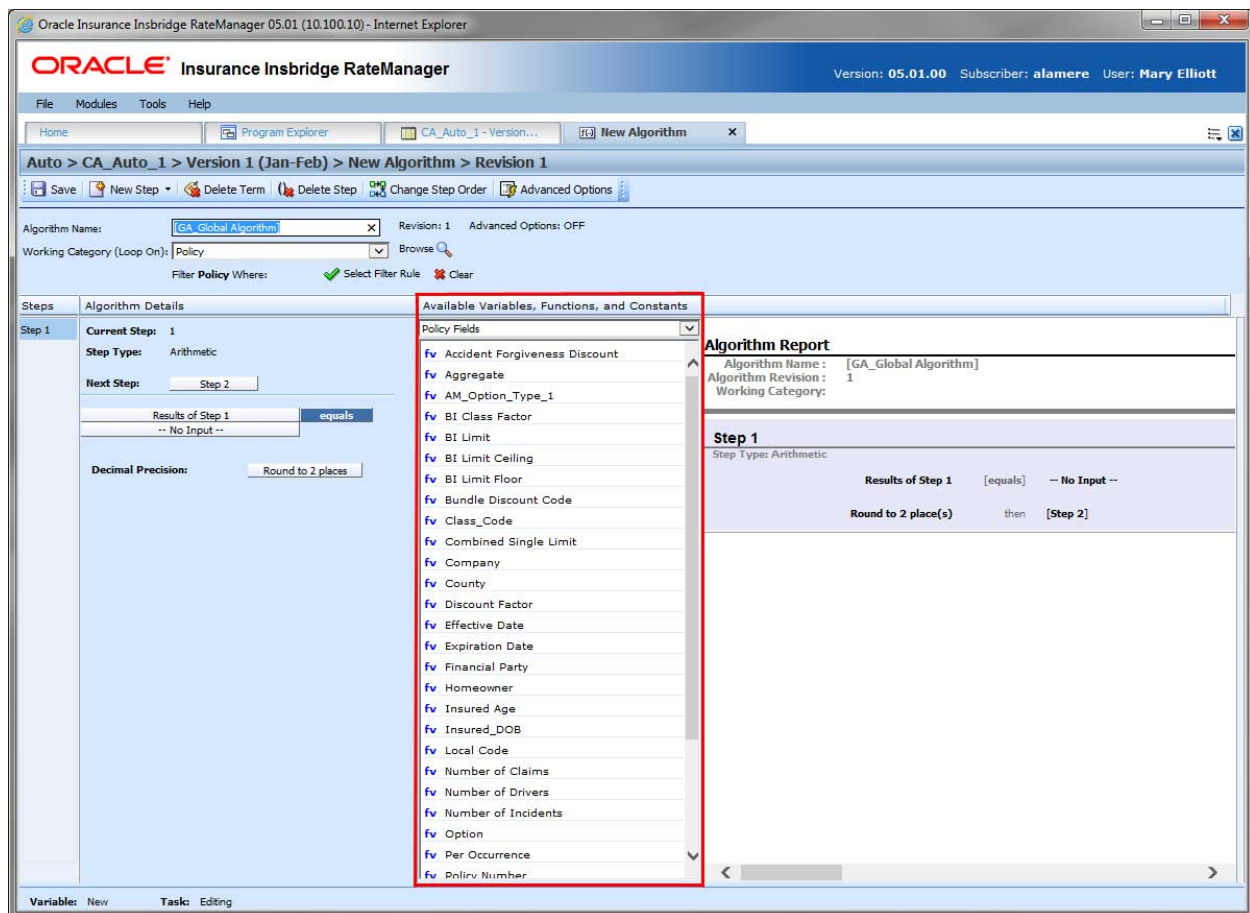 Oracle Insurance Insbridge RateManager 05.01 (10.100.10) - Internet Explorer
ORACLE Insurance Insbridge RateManager
Version: 05.01.00 Subscriber: alamere User: Mary Elliott
File Modules Tools Help
Home Program Explorer CA_Auto_1 - Version... f(x) New Algorithm x
Auto > CA_Auto_1 > Version 1 (Jan-Feb) > New Algorithm > Revision 1
Save New Step Delete Term Delete Step Change Step Order Advanced Options
Algorithm Name: [GA_Global Algorithm] x Revision: 1 Advanced Options: OFF
Working Category (Loop On): Policy Browse
Filter Policy Where: Select Filter Rule Clear
Steps Algorithm Details Available Variables, Functions, and Constants
Step 1
Current Step: 1
Step Type: Arithmetic
Next Step: Step 2
Results of Step 1 equals
-- No Input --
Decimal Precision: Round to 2 places
Policy Fields
fv Accident Forgiveness Discount
fv Aggregate
fv AM_Option_Type_1
fv BI Class Factor
fv BI Limit
fv BI Limit Ceiling
fv BI Limit Floor
fv Bundle Discount Code
fv Class_Code
fv Combined Single Limit
fv Company
fv County
fv Discount Factor
fv Effective Date
fv Expiration Date
fv Financial Party
fv Homeowner
fv Insured Age
fv Insured_DOB
fv Local Code
fv Number of Claims
fv Number of Drivers
fv Number of Incidents
fv Option
fv Per Occurrence
fv Policy Number
Algorithm Report
Algorithm Name : [GA_Global Algorithm]
Algorithm Revision : 1
Working Category:
Step 1
Step Type: Arithmetic
Results of Step 1 [equals] -- No Input --
Round to 2 place(s) then [Step 2]
Variable: New Task: Editing